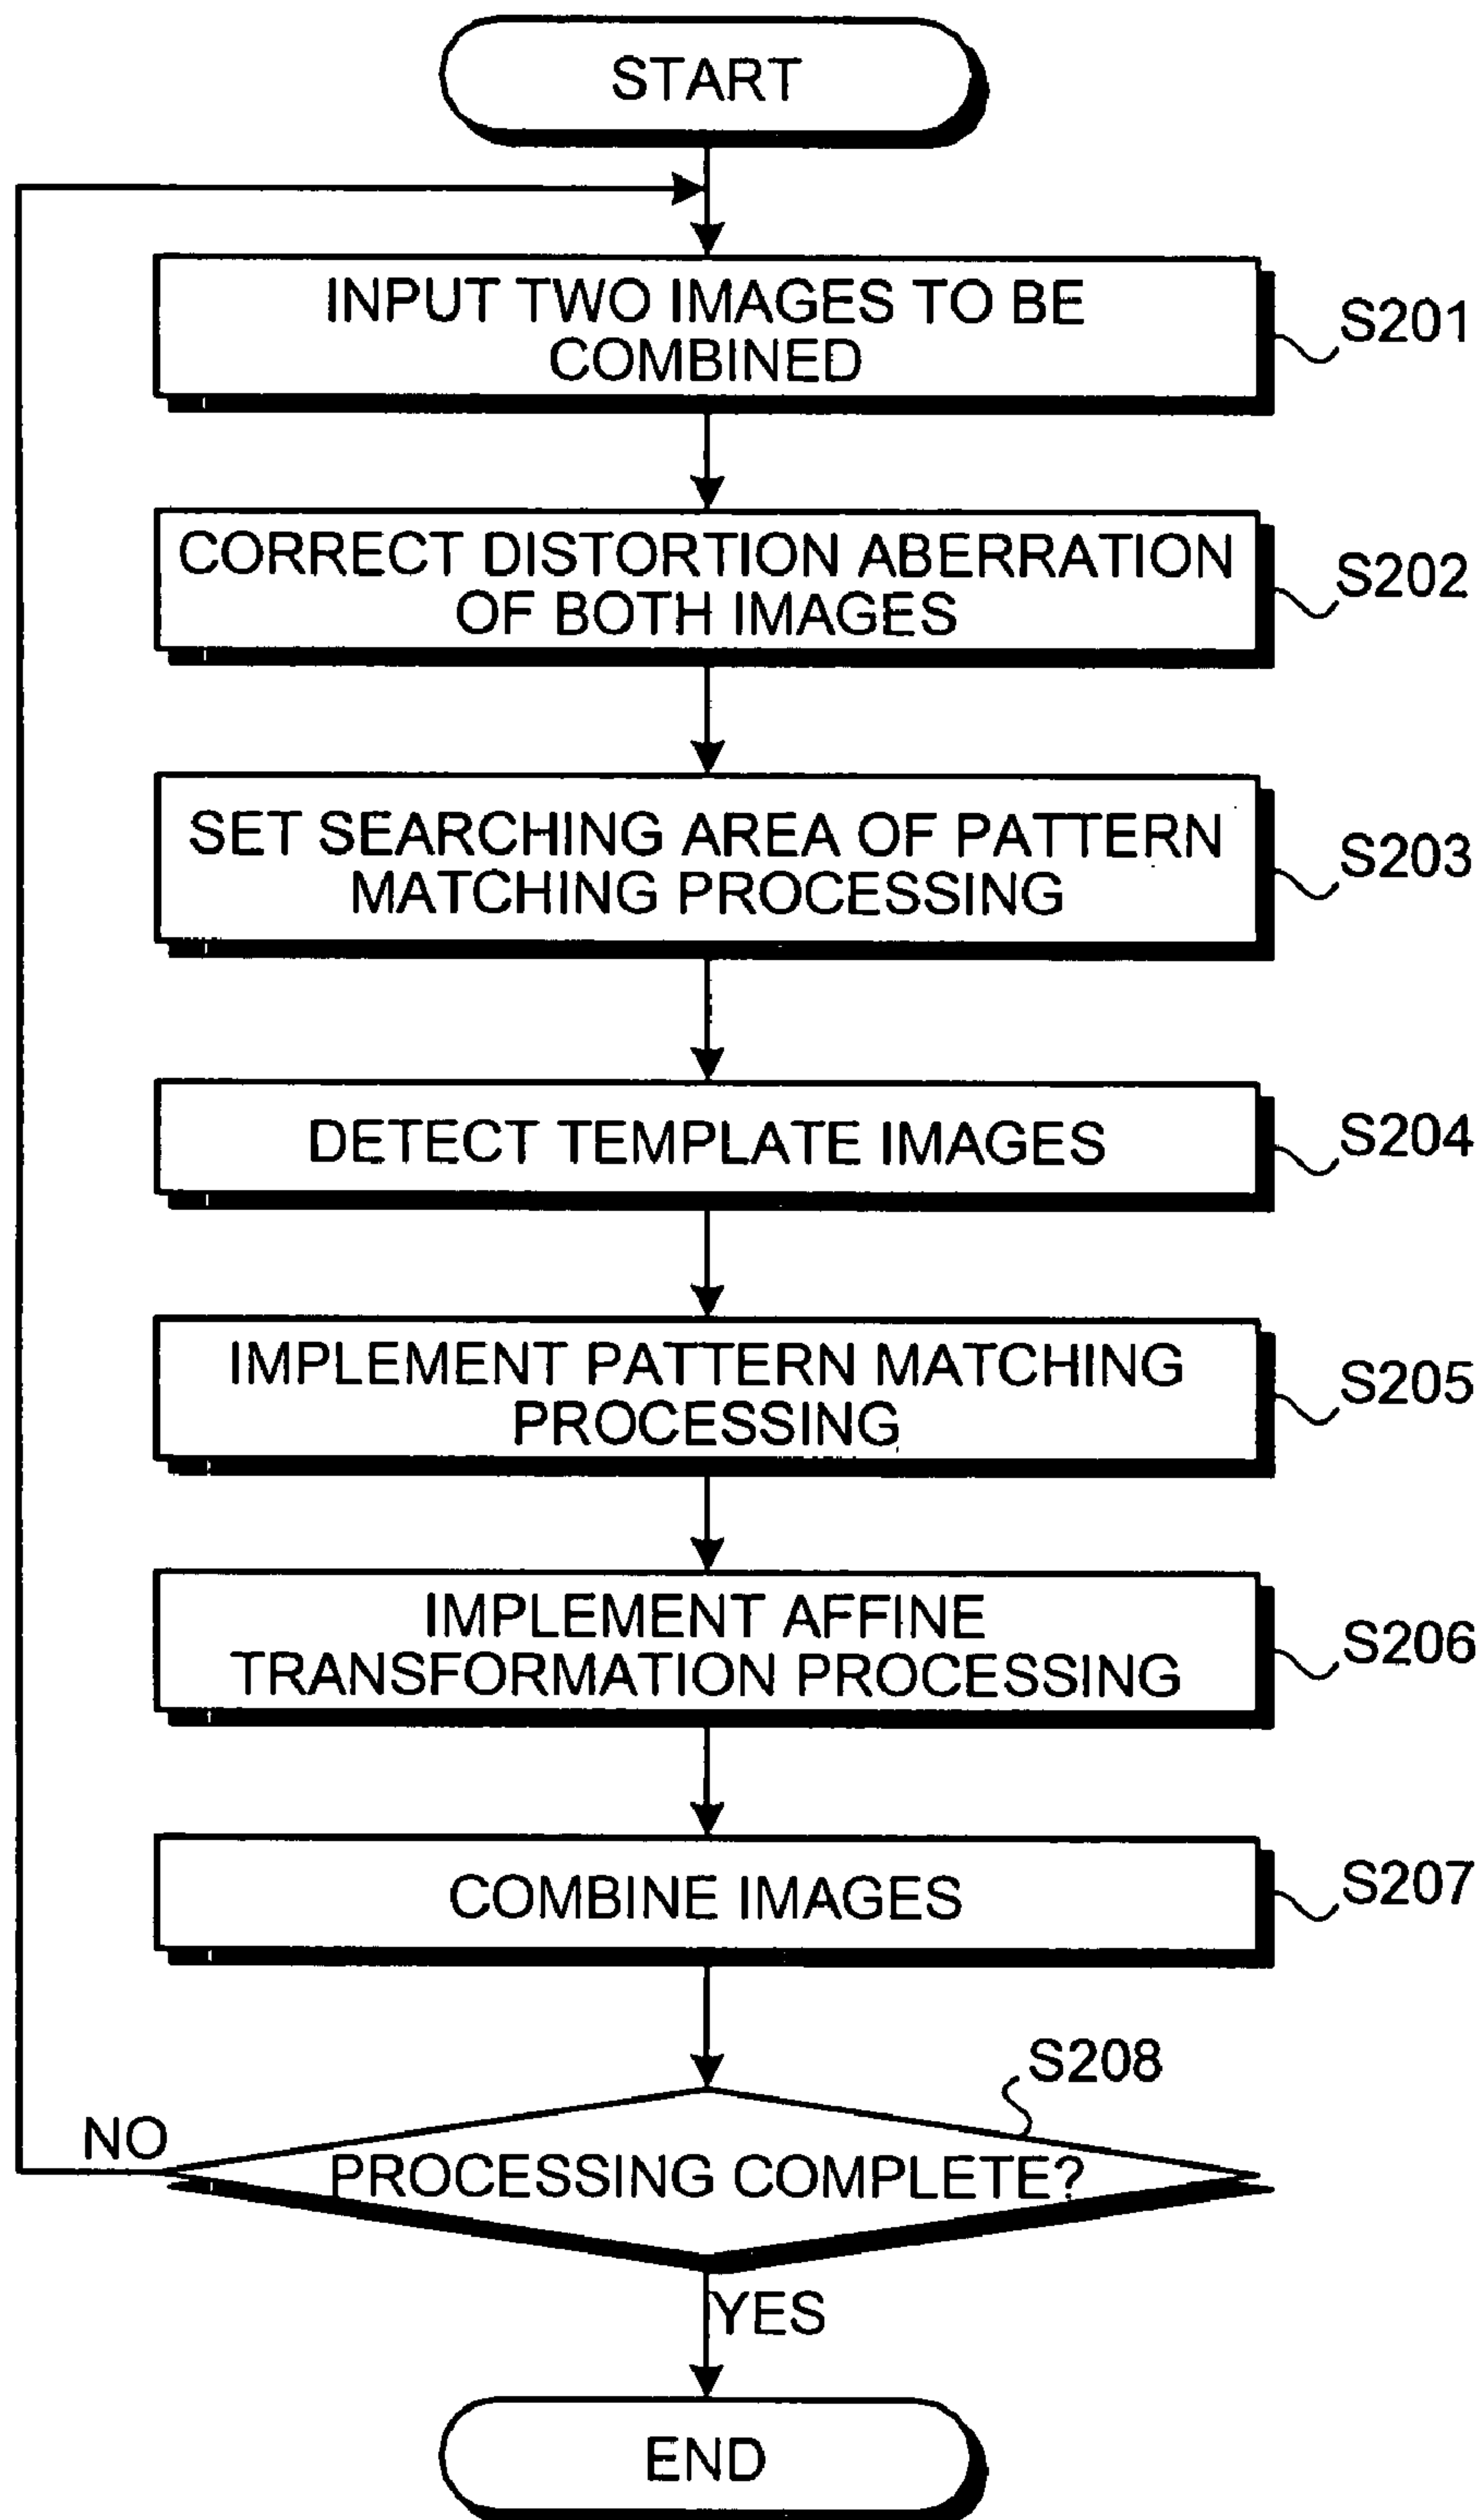 START
INPUT TWO IMAGES TO BE
COMBINED
S201
CORRECT DISTORTION ABERRATION
OF BOTH IMAGES
S202
SET SEARCHING AREA OF PATTERN
MATCHING PROCESSING
S203
DETECT TEMPLATE IMAGES
S204
IMPLEMENT PATTERN MATCHING
PROCESSING
S205
IMPLEMENT AFFINE
TRANSFORMATION PROCESSING
S206
COMBINE IMAGES
S207
S208
NO
PROCESSING COMPLETE?
YES
END